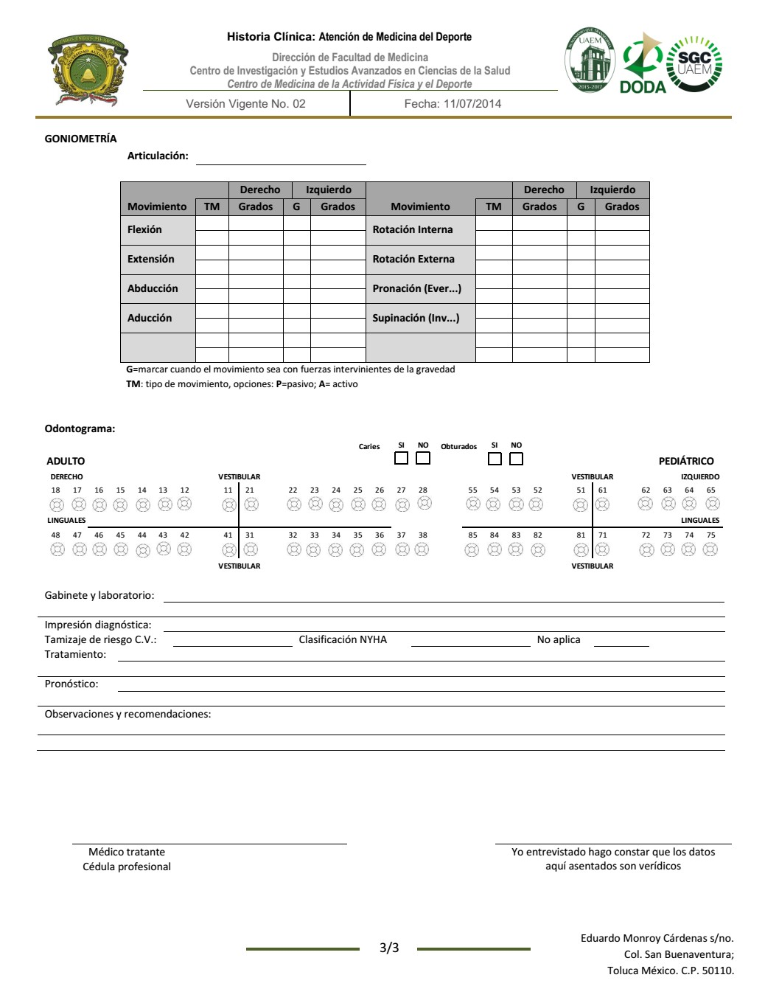 Historia Clínica: Atención de Medicina del Deporte
Dirección de Facultad de Medicina
Centro de Investigación y Estudios Avanzados en Ciencias de la Salud
Centro de Medicina de la Actividad Física y el Deporte
Versión Vigente No. 02 Fecha: 11/07/2014
UAEM
2013-2017
DODA
SGC
UAEM
GONIOMETRÍA
Articulación:
Derecho Izquierdo Derecho Izquierdo
Movimiento TM Grados G Grados Movimiento TM Grados G Grados
Flexión Rotación Interna
Extensión Rotación Externa
Abducción Pronación (Ever...)
Aducción Supinación (Inv...)
G=marcar cuando el movimiento sea con fuerzas intervinientes de la gravedad
TM: tipo de movimiento, opciones: P=pasivo; A= activo
Odontograma:
Caries SI NO Obturados SI NO
ADULTO PEDIÁTRICO
DERECHO VESTIBULAR VESTIBULAR IZQUIERDO
18 17 16 15 14 13 12 11 21 22 23 24 25 26 27 28 55 54 53 52 51 61 62 63 64 65
LINGUALES LINGUALES
48 47 46 45 44 43 42 41 31 32 33 34 35 36 37 38 85 84 83 82 81 71 72 73 74 75
VESTIBULAR VESTIBULAR
Gabinete y laboratorio:
Impresión diagnóstica:
Tamizaje de riesgo C.V.: Clasificación NYHA No aplica
Tratamiento:
Pronóstico:
Observaciones y recomendaciones:
Médico tratante
Cédula profesional
Yo entrevistado hago constar que los datos
aquí asentados son verídicos
3/3
Eduardo Monroy Cárdenas s/no.
Col. San Buenaventura;
Toluca México. C.P. 50110.